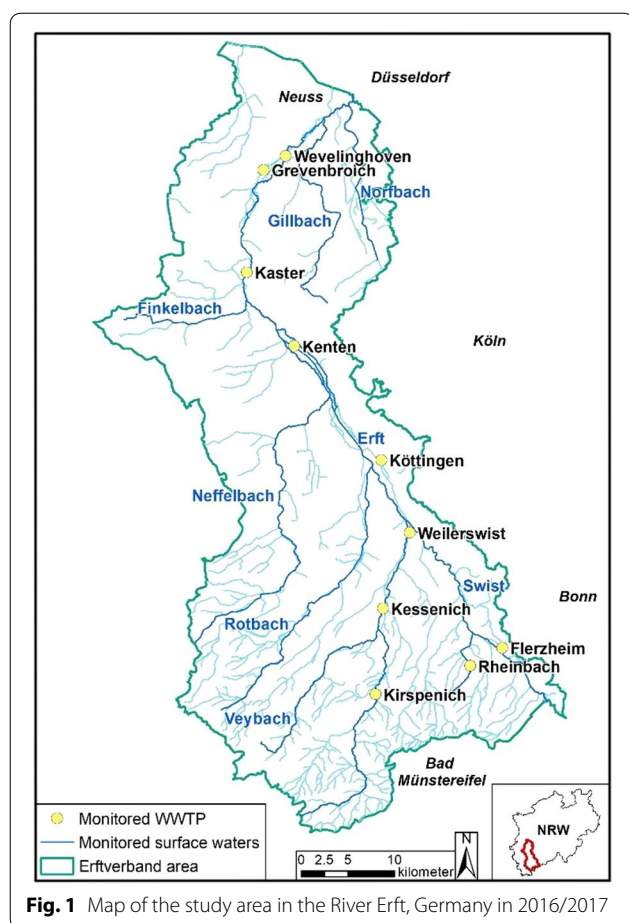 Düsseldorf
Neuss
Wevelinghoven
Grevenbroich
Norfbach
Gillbach
Kaster
Finkelbach
Köln
Kenten
Erft
Köttingen
Neffelbach
Weilerswist
Swist
Bonn
Kessenich
Rotbach
Flerzheim
Rheinbach
Veybach
Kirspenich
Bad
Münstereifel
Monitored WWTP
Monitored surface waters
Erftverband area
0 2.5 5 10
kilometer
N
NRW
Fig. 1 Map of the study area in the River Erft, Germany in 2016/2017